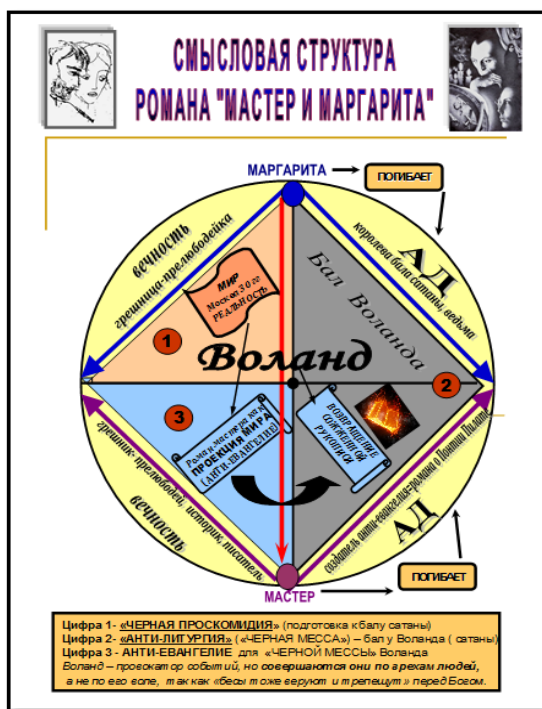 СМЫСЛОВАЯ СТРУКТУРА
РОМАНА "МАСТЕР И МАРГАРИТА"
МАРГАРИТА
ПОГИБАЕТ
вечность
грешница-прелюбодейка
АД
королева бала сатаны, ведьма
МИР
Москва 30 гг
РЕАЛЬНОСТЬ
Бал Воланда
1
Воланд
2
3
Роман мастера как
ПРОЕКЦИЯ МИРА
(АНТИ-ЕВАНГЕЛИЕ)
ВОЗВРАЩЕНИЕ
СОЖЖЕННОЙ
РУКОПИСИ
грешник- прелюбодей, историк, писатель
вечность
создатель анти-евангелия=романа о Понтии Пилате
АД
МАСТЕР
ПОГИБАЕТ
Цифра 1- «ЧЕРНАЯ ПРОСКОМИДИЯ» (подготовка к балу сатаны)
Цифра 2- «АНТИ-ЛИТУРГИЯ» («ЧЕРНАЯ МЕССА») – бал у Воланда ( сатаны)
Цифра 3 - АНТИ-ЕВАНГЕЛИЕ для «ЧЕРНОЙ МЕССЫ» Воланда
Воланд – провокатор событий, но совершаются они по грехам людей,
а не по его воле, так как «бесы тоже веруют и трепещут» перед Богом.